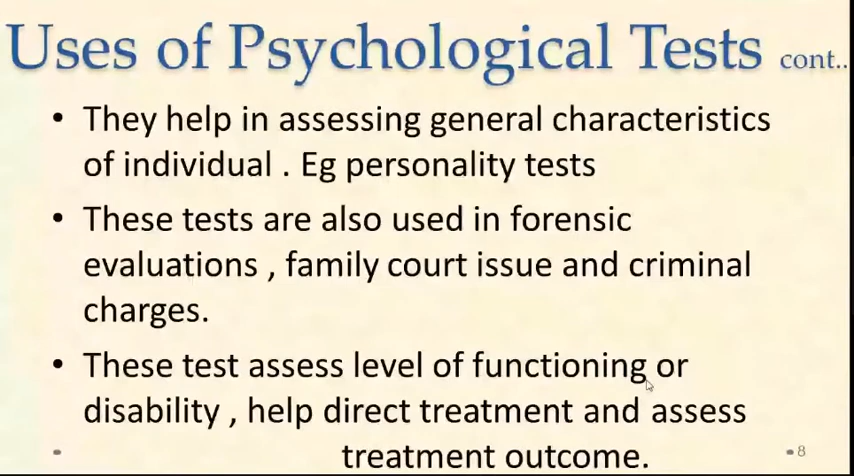 Uses of Psychological Tests cont..
• They help in assessing general characteristics
of individual . Eg personality tests
• These tests are also used in forensic
evaluations , family court issue and criminal
charges.
• These test assess level of functioning or
disability , help direct treatment and assess
treatment outcome.
8